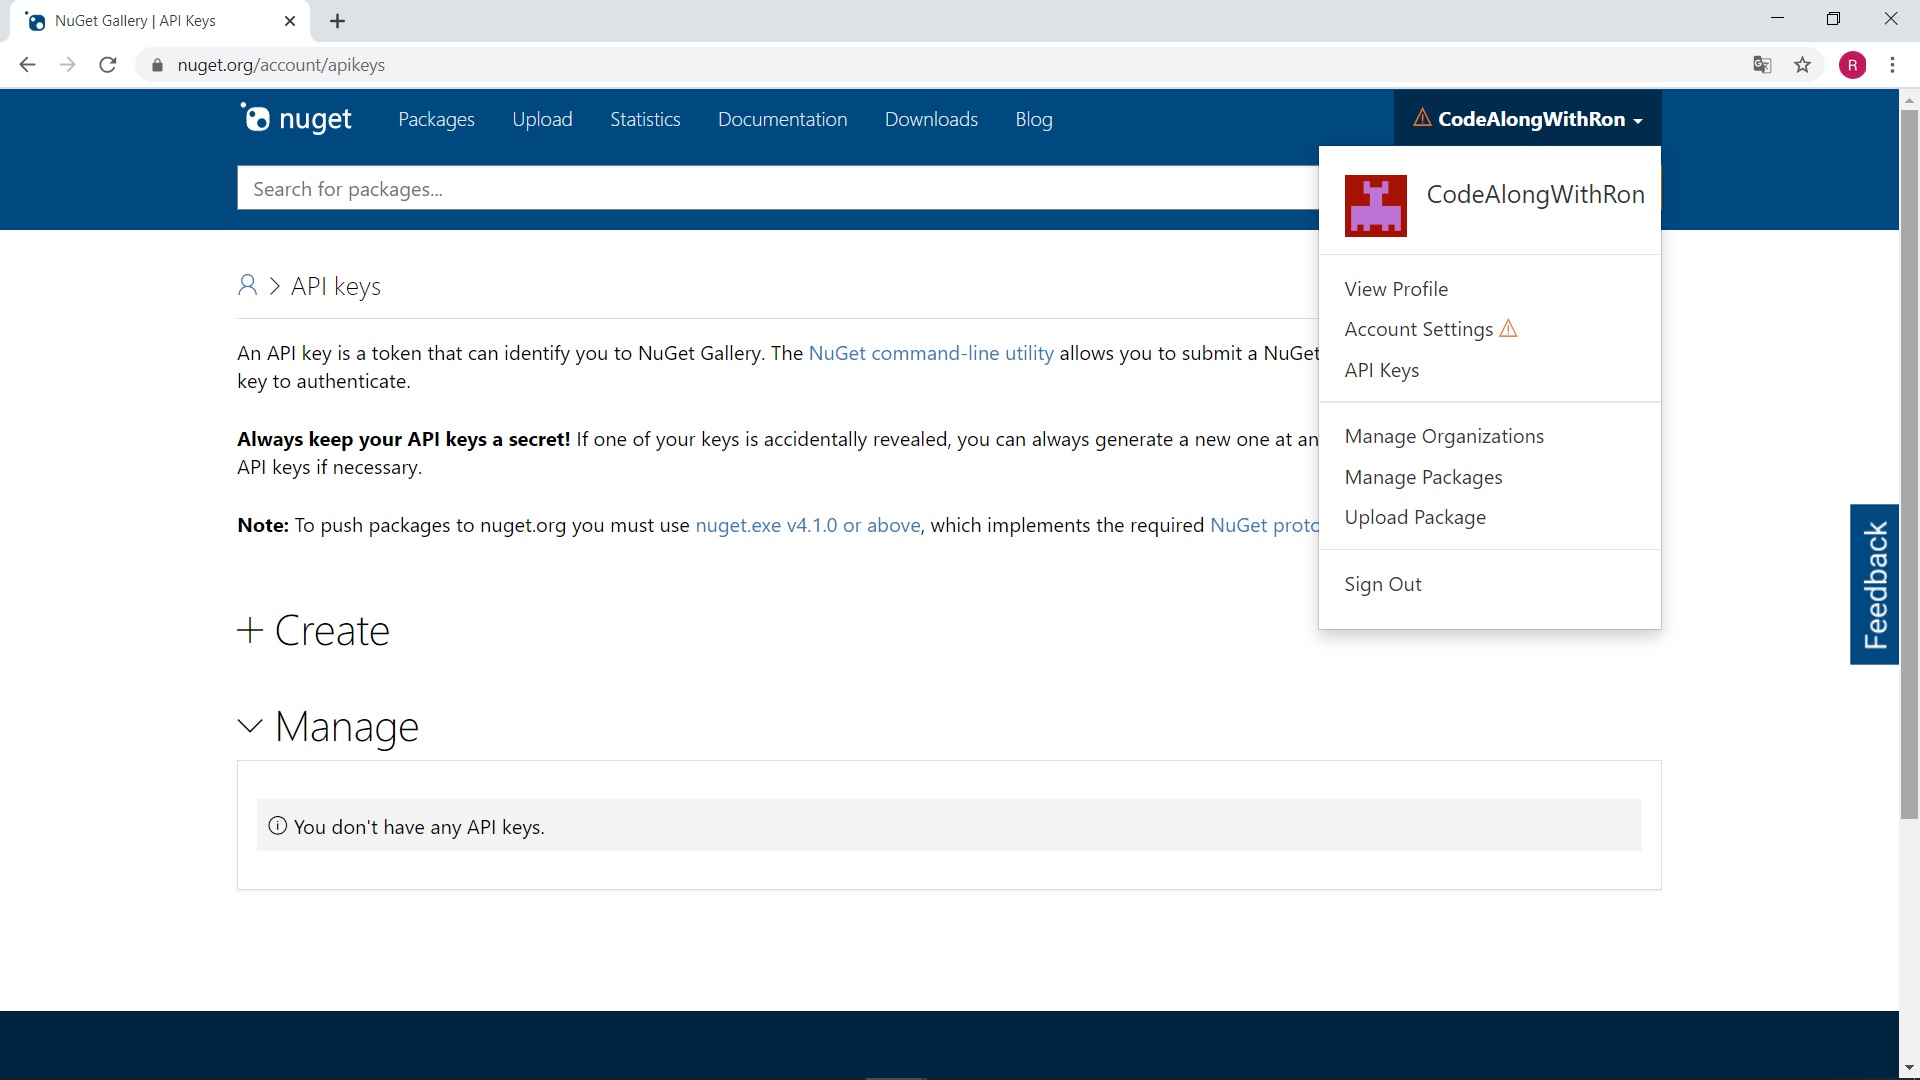 NuGet Gallery | API Keys
nuget.org/account/apikeys
R
nuget Packages Upload Statistics Documentation Downloads Blog CodeAlongWithRon
Search for packages...
CodeAlongWithRon
View Profile
Account Settings
API Keys
Manage Organizations
Manage Packages
Upload Package
Sign Out
> API keys
An API key is a token that can identify you to NuGet Gallery. The NuGet command-line utility allows you to submit a NuGet
key to authenticate.
Always keep your API keys a secret! If one of your keys is accidentally revealed, you can always generate a new one at an
API keys if necessary.
Note: To push packages to nuget.org you must use nuget.exe v4.1.0 or above, which implements the required NuGet proto
+ Create
Manage
You don't have any API keys.
Feedback